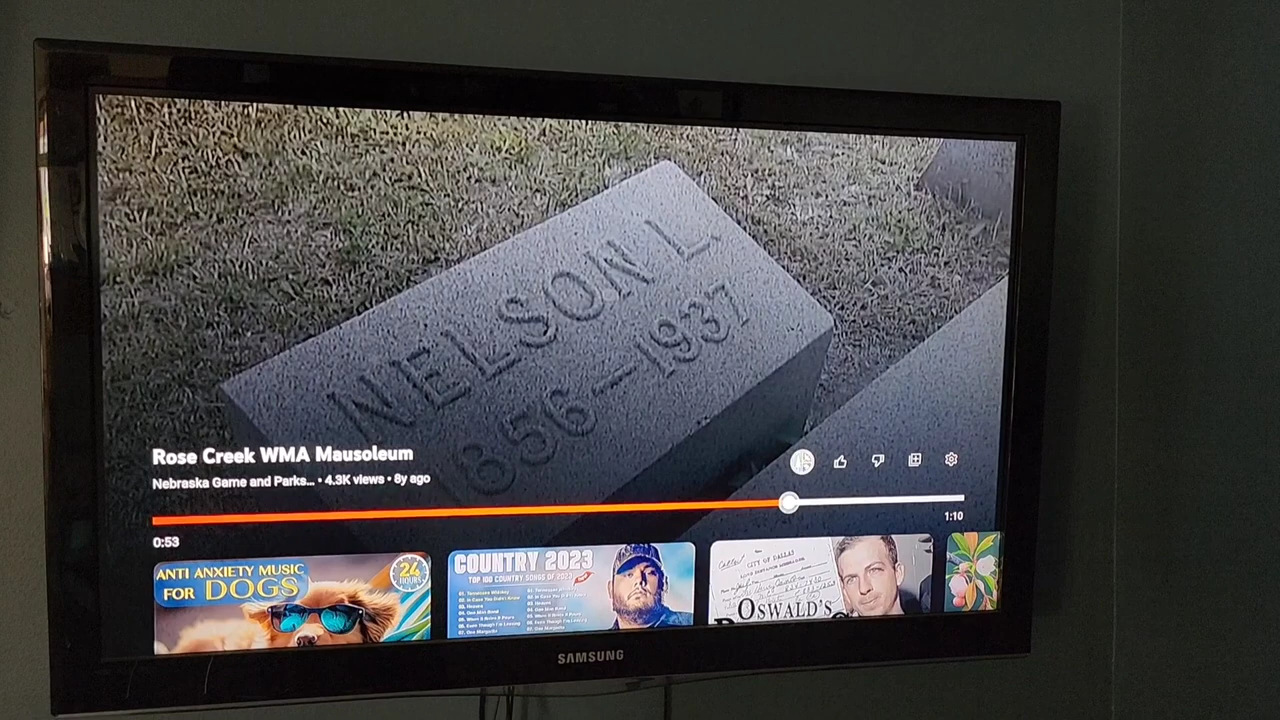 NELSON L.
1856—1937
Rose Creek WMA Mausoleum
Nebraska Game and Parks... • 4.3K views • 8y ago
0:53
1:10
ANTI ANXIETY MUSIC
FOR DOGS
24
HOURS
COUNTRY 2023
TOP 100 COUNTRY SONGS OF 2023
CITY OF DALLAS
OSWALD'S
SAMSUNG